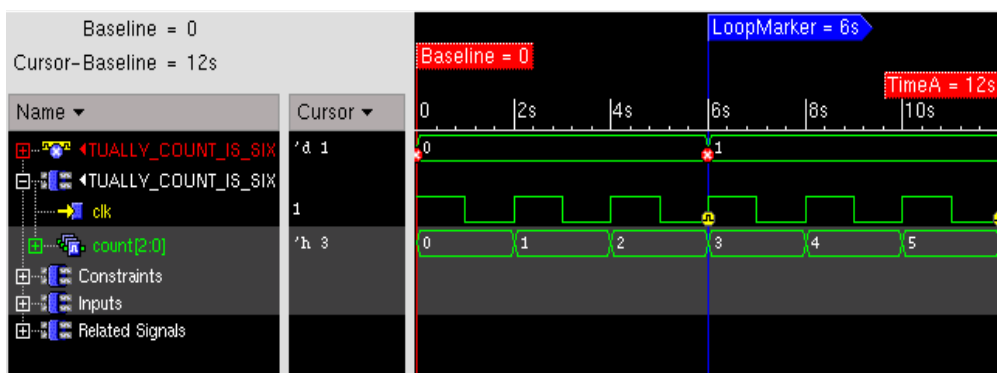 Baseline = 0
Cursor-Baseline = 12s
LoopMarker = 6s
Baseline = 0
TimeA = 12s
Name
Cursor
0 2s 4s 6s 8s 10s
TUALLY_COUNT_IS_SIX 'd 1 0 1
TUALLY_COUNT_IS_SIX
clk 1
count[2:0] 'h 3 0 1 2 3 4 5
Constraints
Inputs
Related Signals